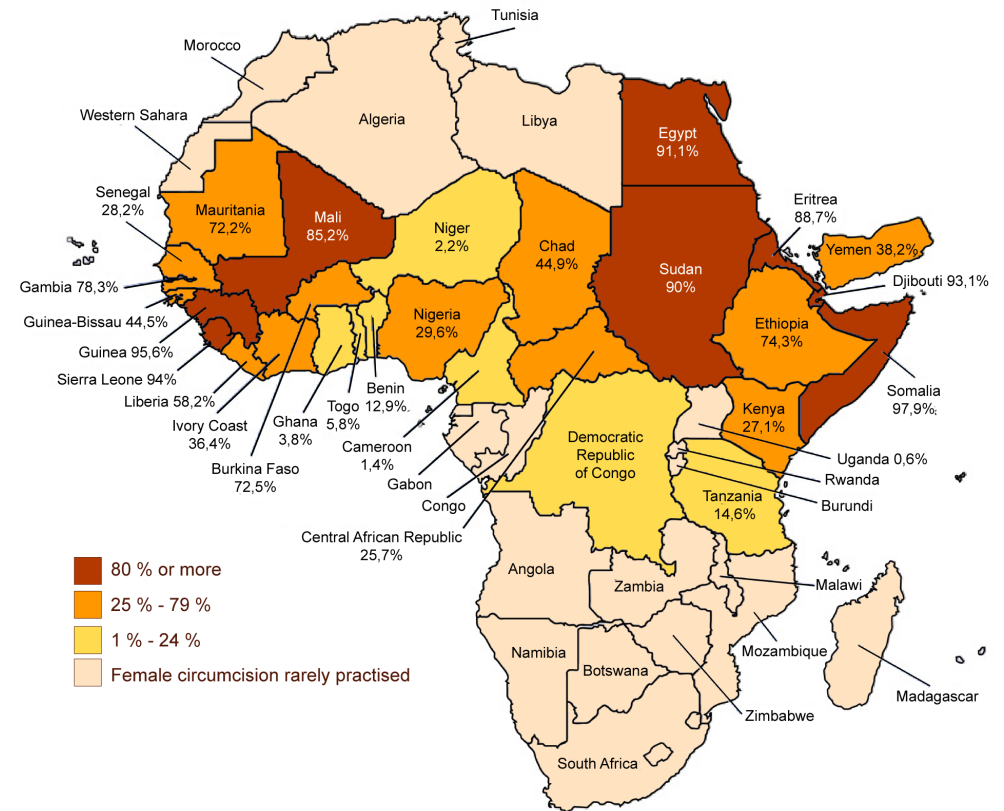 Tunisia
Morocco
Algeria
Libya
Western Sahara
Egypt
91,1%
Senegal
28,2%
Mauritania
72,2%
Mali
85,2%
Niger
2,2%
Chad
44,9%
Sudan
90%
Eritrea
88,7%
Yemen 38,2%
Djibouti 93,1%
Gambia 78,3%
Guinea-Bissau 44,5%
Guinea 95,6%
Sierra Leone 94%
Liberia 58,2%
Ivory Coast
36,4%
Burkina Faso
72,5%
Ghana
3,8%
Togo
5,8%
Benin
12,9%.
Nigeria
29,6%
Cameroon
1,4%
Gabon
Congo
Central African Republic
25,7%
Ethiopia
74,3%
Somalia
97,9%;
Kenya
27,1%
Democratic
Republic
of Congo
Uganda 0,6%
Rwanda
Burundi
Tanzania
14,6%
Angola
Zambia
Malawi
Mozambique
Namibia
Botswana
Zimbabwe
Madagascar
South Africa
80 % or more
25 % - 79 %
1 % - 24 %
Female circumcision rarely practised